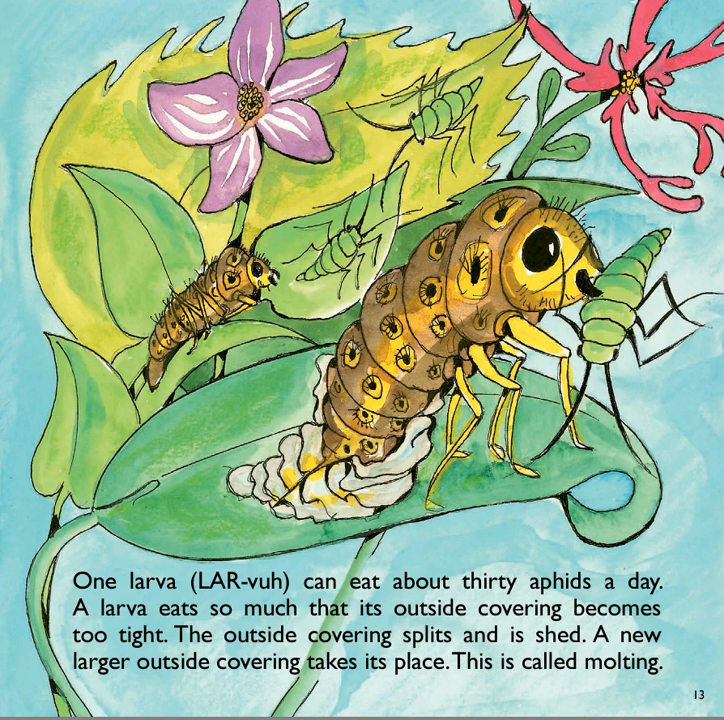 One larva (LAR-vuh) can eat about thirty aphids a day.
A larva eats so much that its outside covering becomes
too tight. The outside covering splits and is shed. A new
larger outside covering takes its place. This is called molting.
13